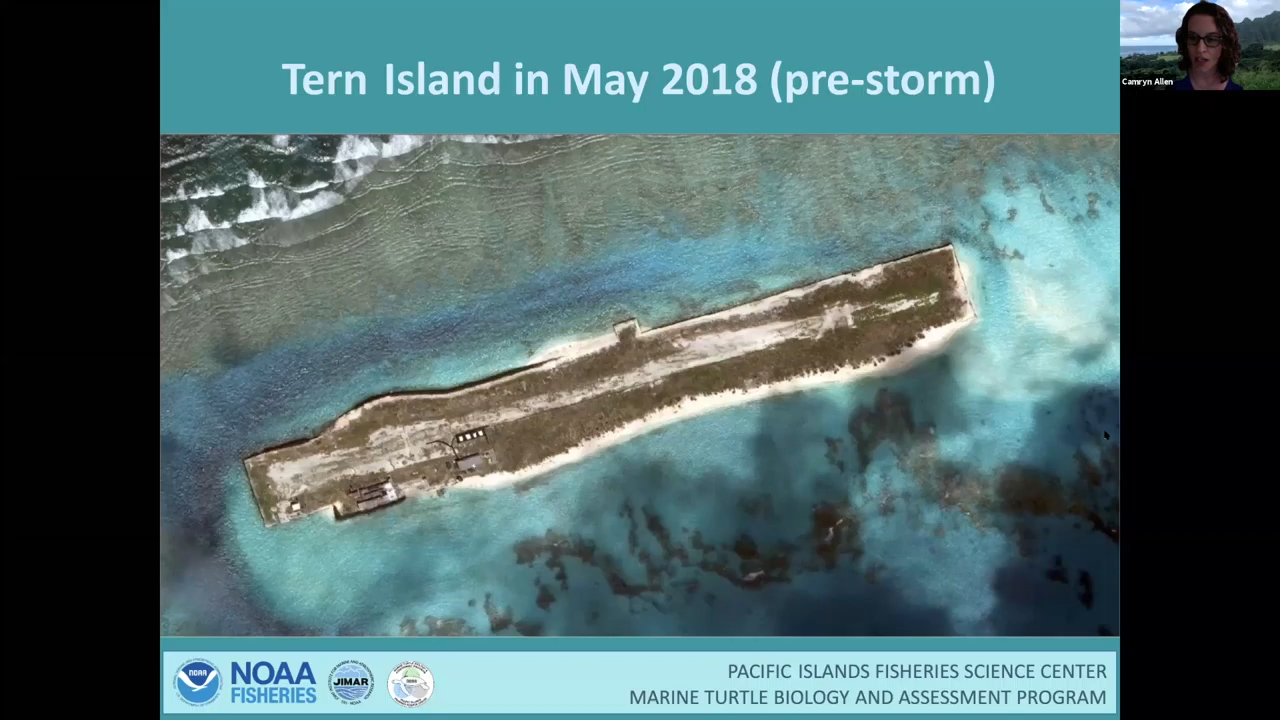 Tern Island in May 2018 (pre-storm)
Camryn Allen
NOAA
NOAA
FISHERIES
JIMAR
PACIFIC ISLANDS FISHERIES SCIENCE CENTER
MARINE TURTLE BIOLOGY AND ASSESSMENT PROGRAM